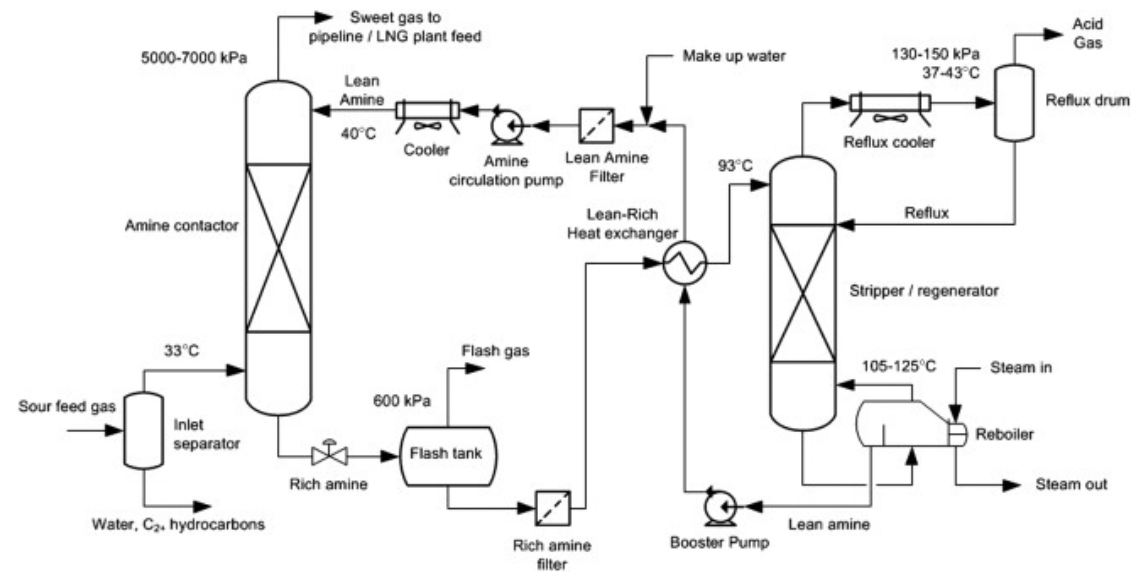 Sweet gas to
pipeline / LNG plant feed
5000-7000 kPa
Lean
Amine
40°C
Cooler
Amine
circulation pump
Lean Amine
Filter
Make up water
130-150 kPa
37-43°C
Acid
Gas
Reflux drum
Reflux cooler
93°C
Reflux
Lean-Rich
Heat exchanger
Amine contactor
Stripper / regenerator
33°C
Flash gas
105-125°C
Steam in
Sour feed gas
Inlet
separator
600 kPa
Flash tank
Reboiler
Rich amine
Steam out
Water, C₂₊ hydrocarbons
Rich amine
filter
Booster Pump
Lean amine